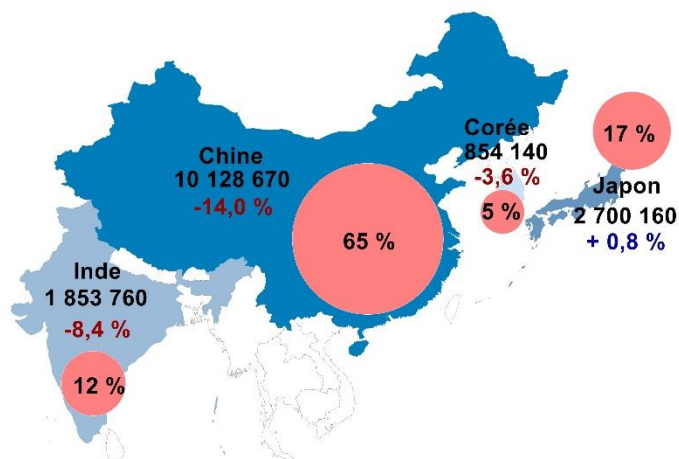 Chine
10 128 670
-14,0 %
65 %
Corée
854 140
-3,6 %
5 %
17 %
Japon
2 700 160
+ 0,8 %
Inde
1 853 760
-8,4 %
12 %